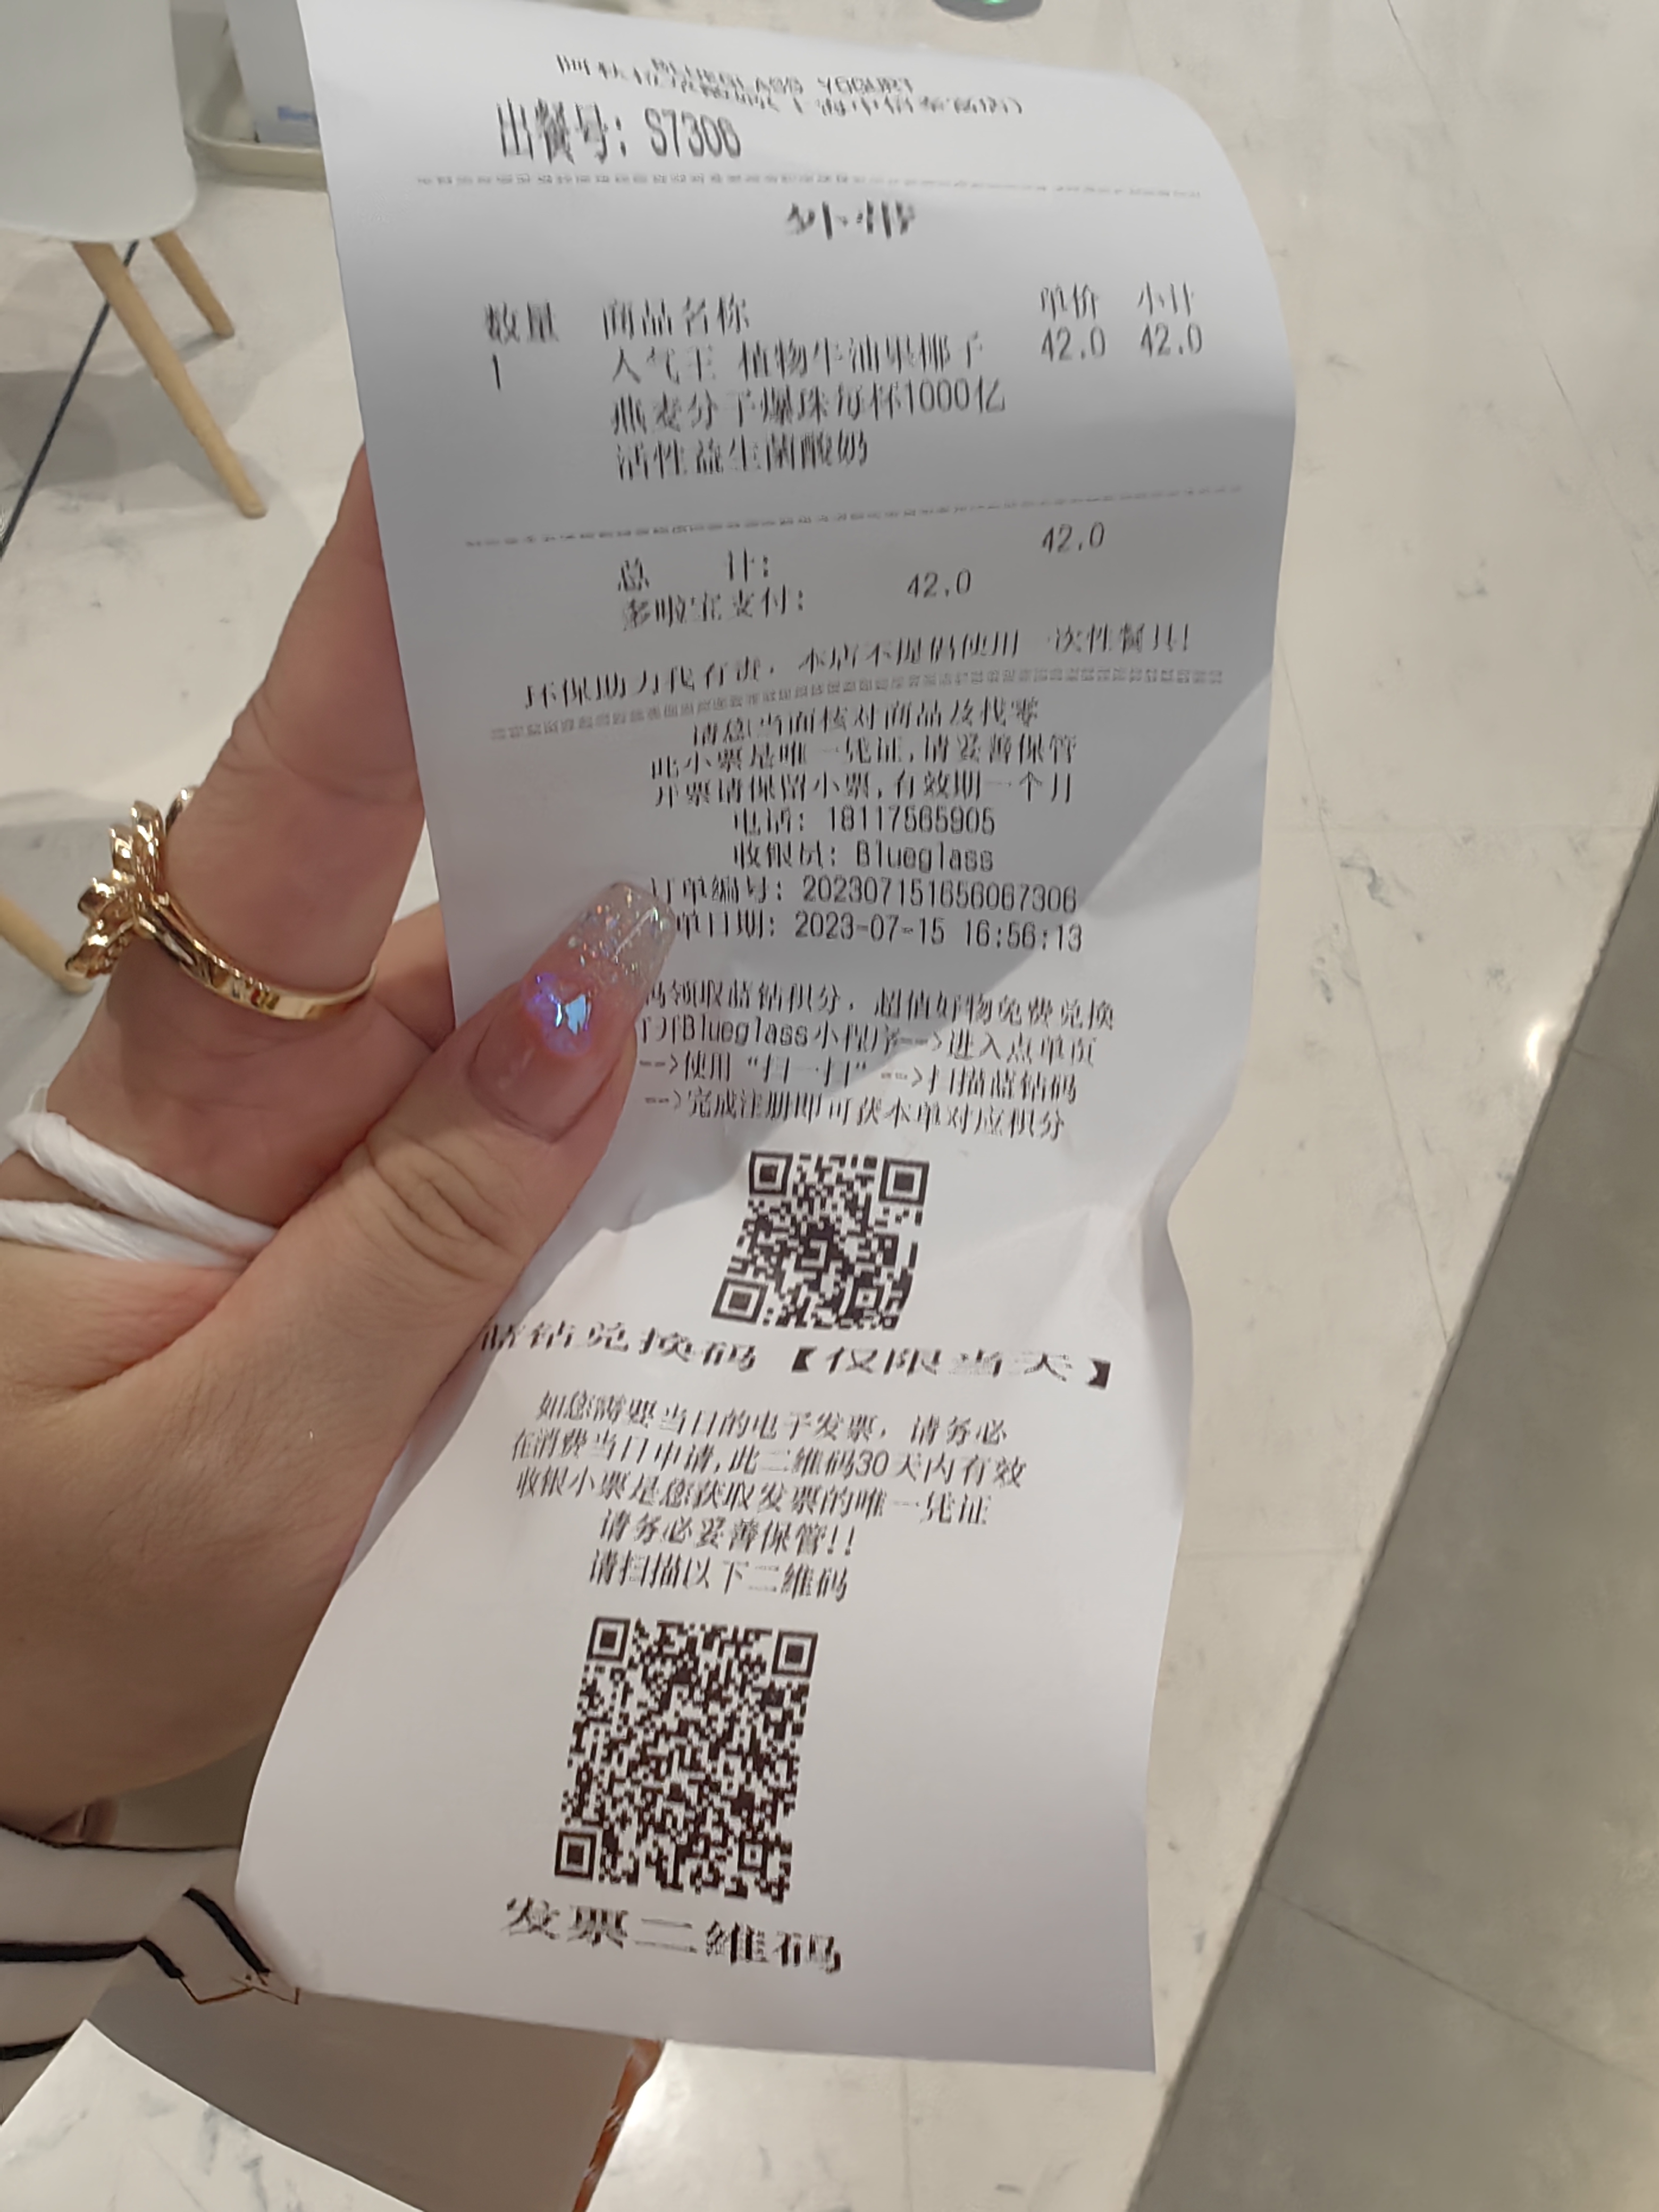 BLUEGLASS YOGURT
出餐号: S7306
外带
数量 商品名称 单价 小计
1 人气王 植物牛油果椰子 42.0 42.0
燕麦分子爆珠每杯1000亿
活性益生菌酸奶
总 计: 42.0
多啦宝支付: 42.0
环保助力我有责，本店不提倡使用一次性餐具!
请您当面核对商品及找零
此小票是唯一凭证,请妥善保管
开票请保留小票,有效期一个月
电话: 18117565905
收银员: Blueglass
订单编号: 202307151656067306
单日期: 2023-07-15 16:56:13
码领取蓝钻积分，超值好物免费兑换
打开Blueglass小程序-->进入点单页
-->使用“扫一扫”-->扫描蓝钻码
-->完成注册即可获本单对应积分
蓝钻兑换码【仅限当天】
如您需要当日的电子发票，请务必
在消费当日申请,此二维码30天内有效
收银小票是您获取发票的唯一凭证
请务必妥善保管!!
请扫描以下二维码
发票二维码